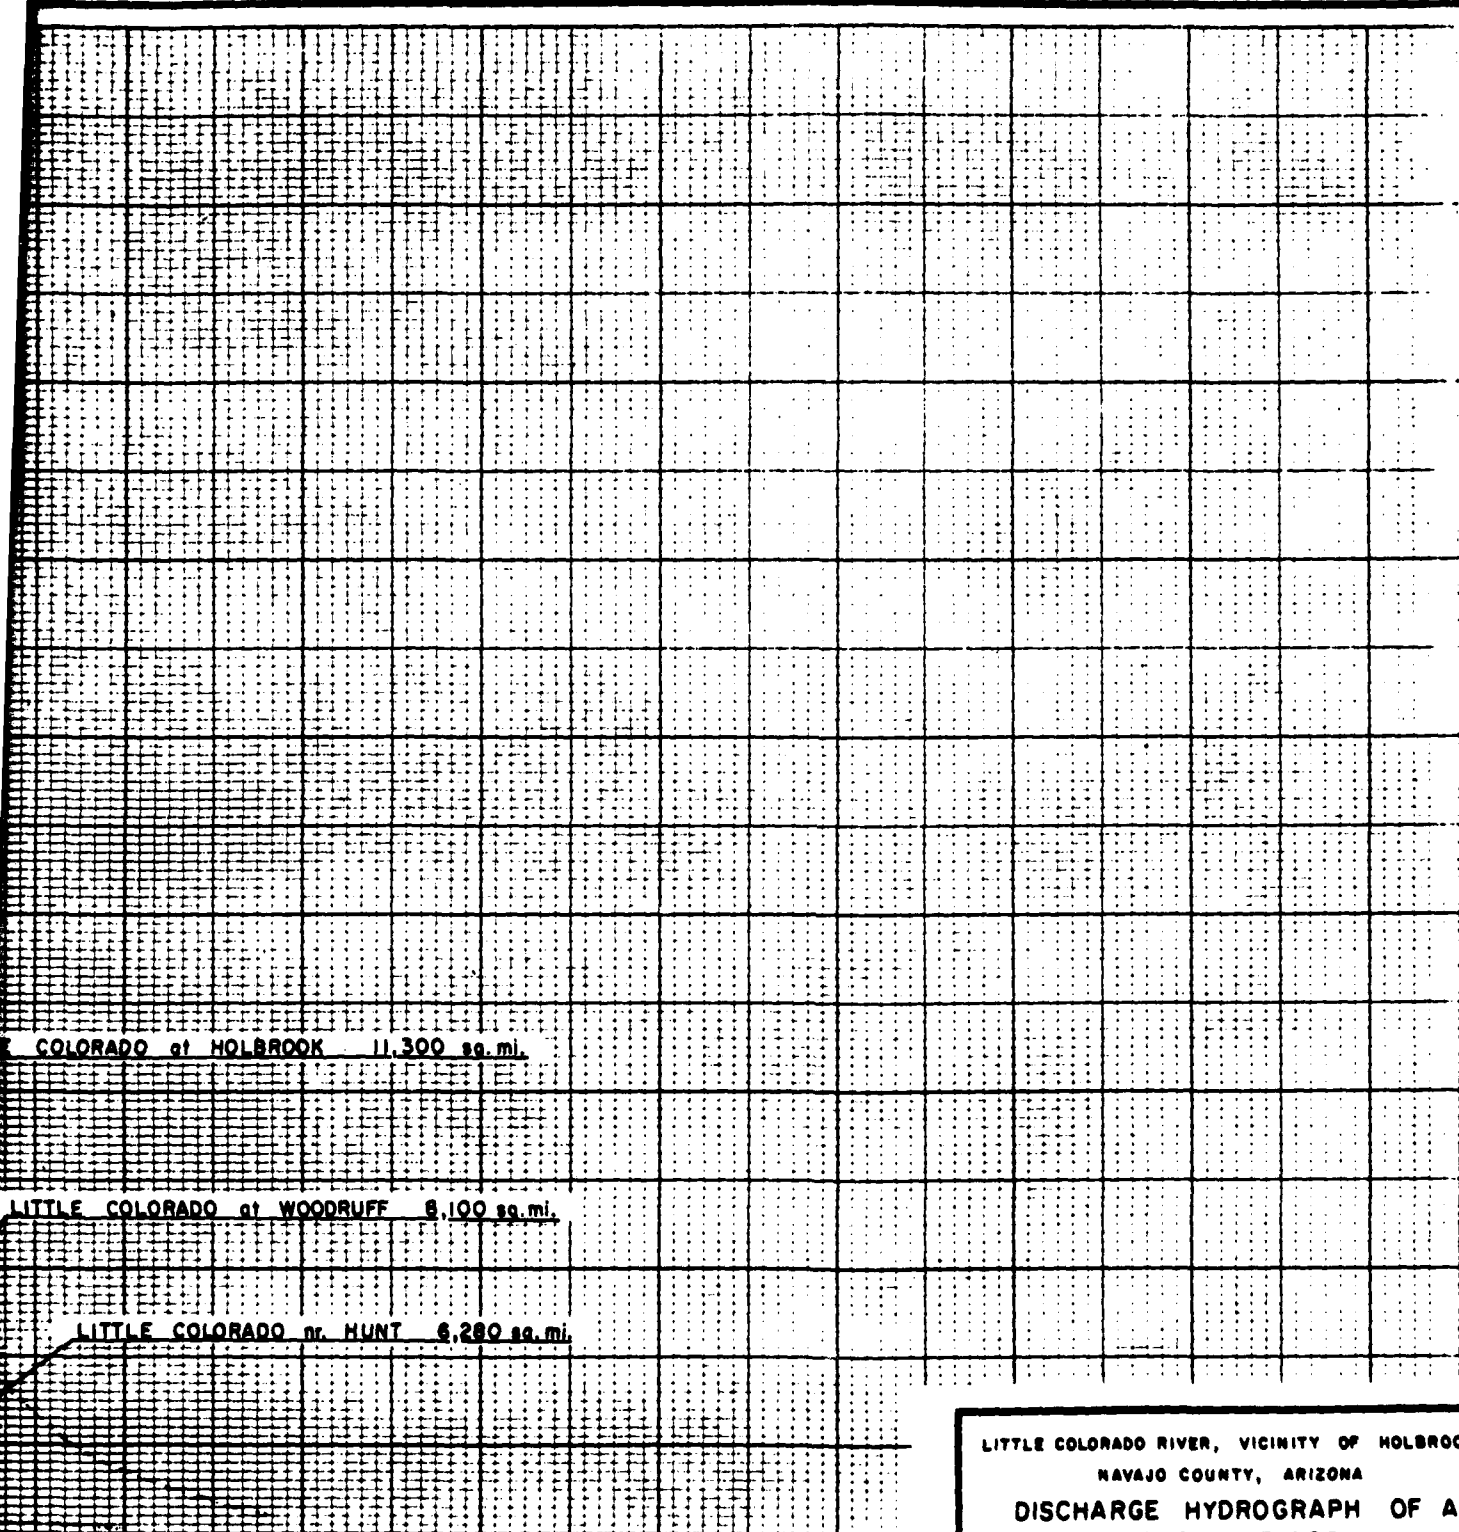 COLORADO at HOLBROOK 11,300 sq. mi.
LITTLE COLORADO at WOODRUFF 8,100 sq. mi.
LITTLE COLORADO nr. HUNT 6,280 sq. mi.
LITTLE COLORADO RIVER, VICINITY OF HOLBROO
NAVAJO COUNTY, ARIZONA
DISCHARGE HYDROGRAPH OF A